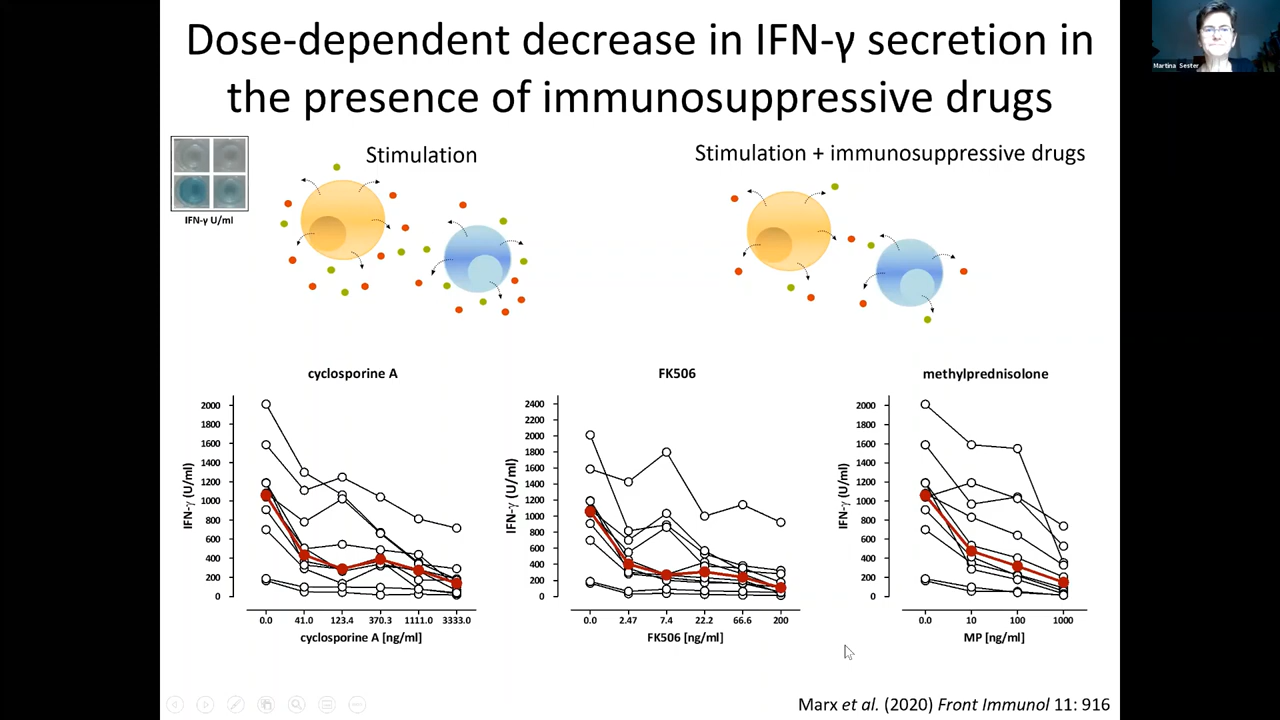 Dose-dependent decrease in IFN-γ secretion in
the presence of immunosuppressive drugs
Martina Sester
Stimulation
Stimulation + immunosuppressive drugs
IFN-γ U/ml
cyclosporine A
IFN-γ (U/ml)
2000
1800
1600
1400
1200
1000
800
600
400
200
0
0.0 41.0 123.4 370.3 1111.0 3333.0
cyclosporine A [ng/ml]
FK506
IFN-γ (U/ml)
2400
2200
2000
1800
1600
1400
1200
1000
800
600
400
200
0
0.0 2.47 7.4 22.2 66.6 200
FK506 [ng/ml]
methylprednisolone
IFN-γ (U/ml)
2000
1800
1600
1400
1200
1000
800
600
400
200
0
0.0 10 100 1000
MP [ng/ml]
Marx et al. (2020) Front Immunol 11: 916